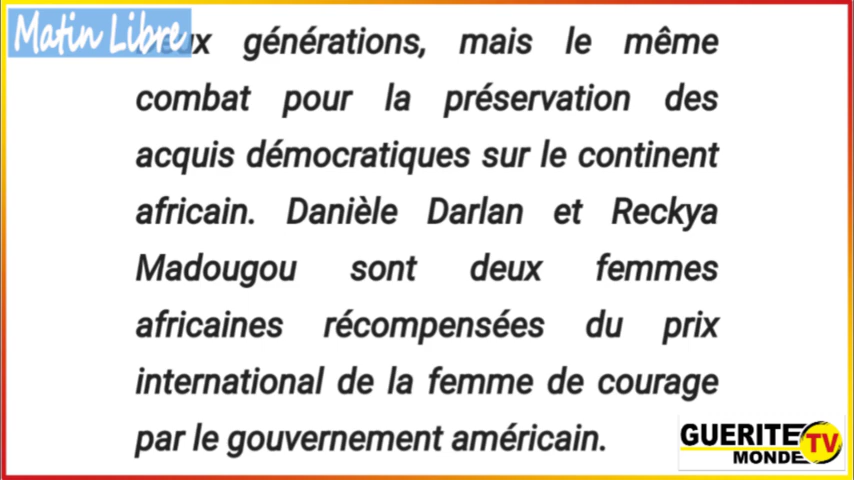 Matin Libre
générations, mais le même
combat pour la préservation des
acquis démocratiques sur le continent
africain. Danièle Darlan et Reckya
Madougou sont deux femmes
africaines récompensées du prix
international de la femme de courage
par le gouvernement américain.
GUERITE TV
MONDE